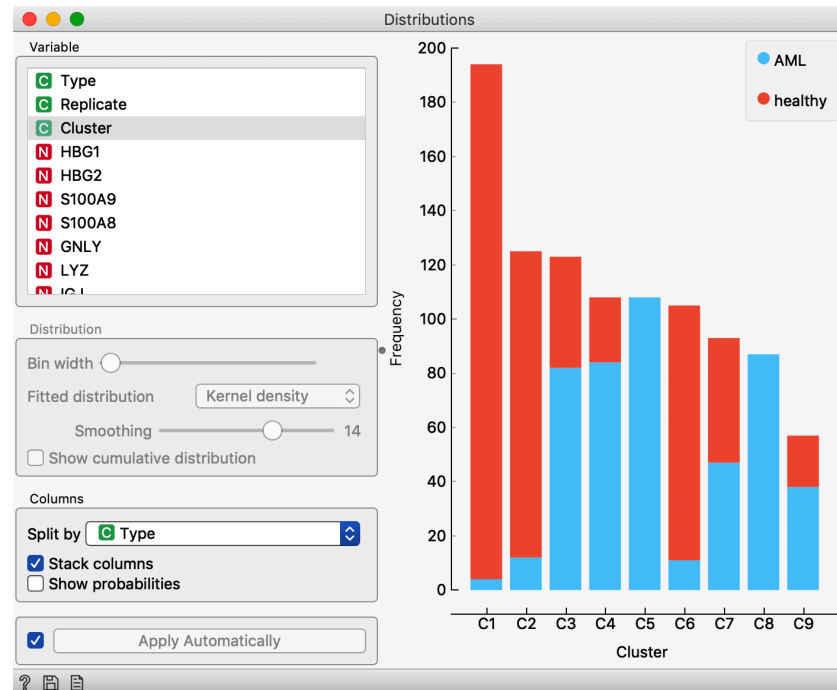 Distributions
Variable
C Type
C Replicate
C Cluster
N HBG1
N HBG2
N S100A9
N S100A8
N GNLY
N LYZ
Distribution
Bin width
Fitted distribution Kernel density
Smoothing 14
Show cumulative distribution
Columns
Split by C Type
Stack columns
Show probabilities
Apply Automatically
?
AML
healthy
200
180
160
140
120
100
80
60
40
20
0
Frequency
C1 C2 C3 C4 C5 C6 C7 C8 C9
Cluster